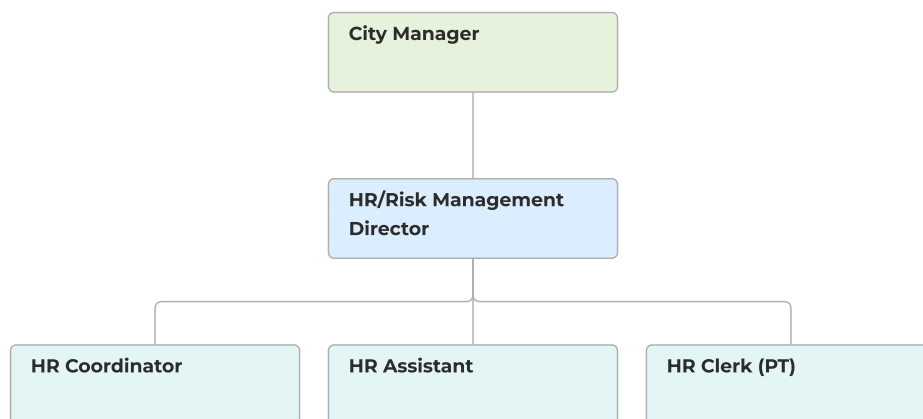 City Manager
HR/Risk Management
Director
HR Coordinator
HR Assistant
HR Clerk (PT)